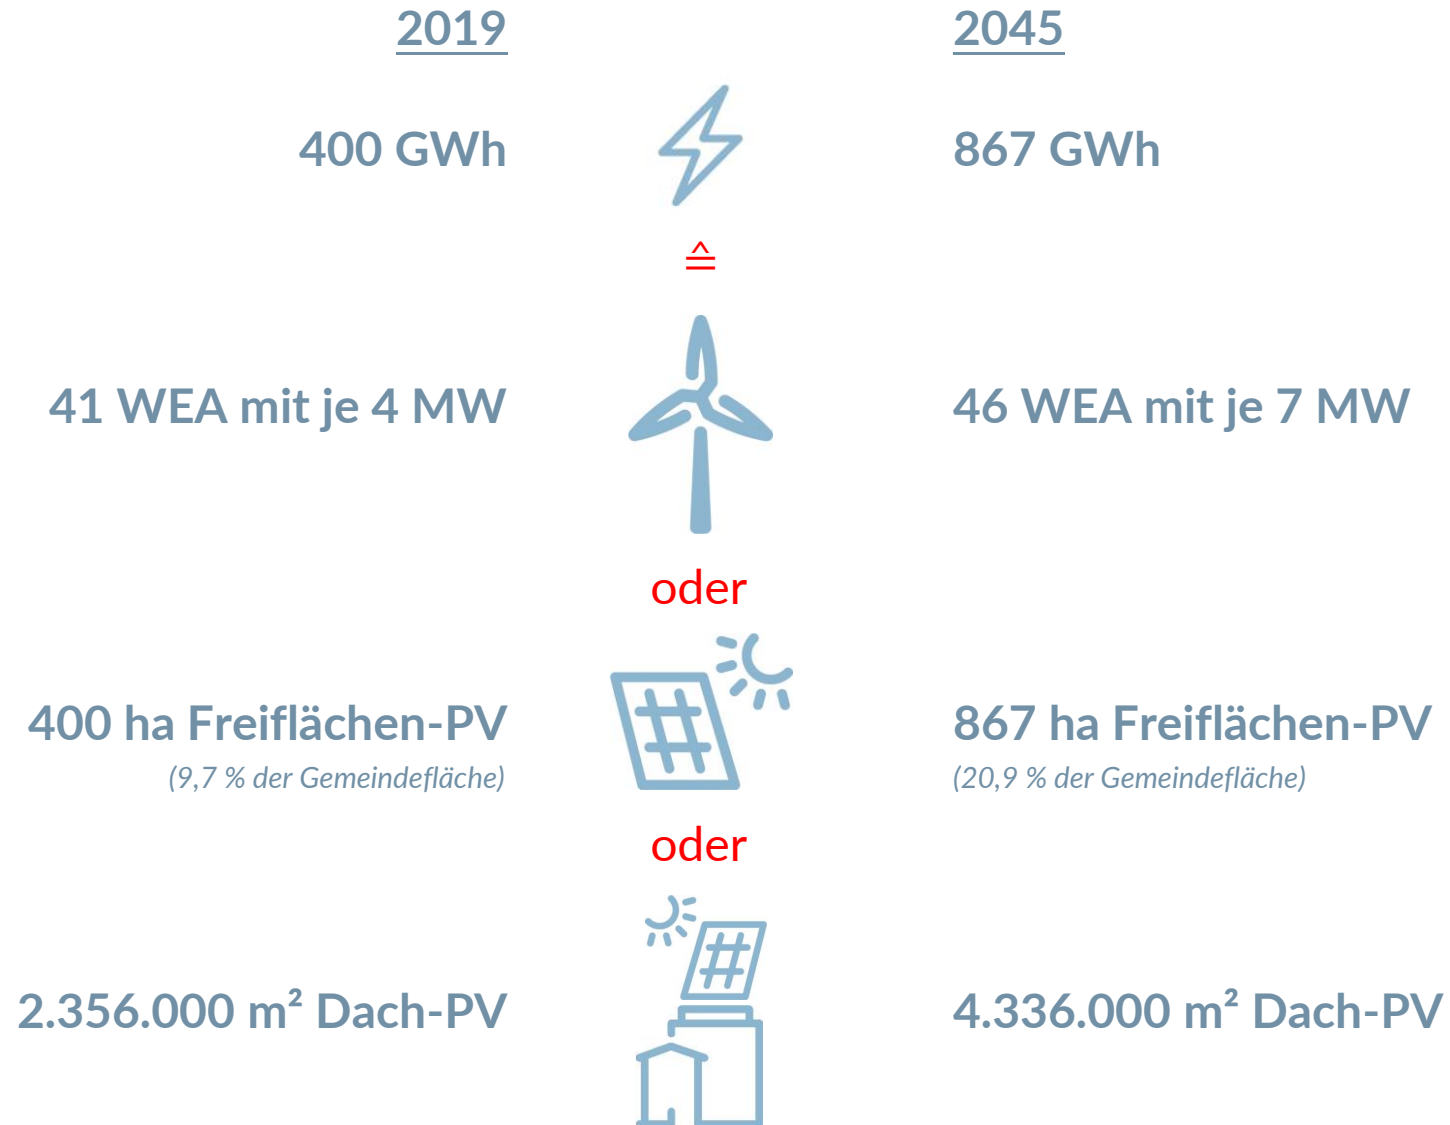 2019 2045
400 GWh 867 GWh
≙
41 WEA mit je 4 MW 46 WEA mit je 7 MW
oder
400 ha Freiflächen-PV 867 ha Freiflächen-PV
(9,7 % der Gemeindefläche) (20,9 % der Gemeindefläche)
oder
2.356.000 m² Dach-PV 4.336.000 m² Dach-PV